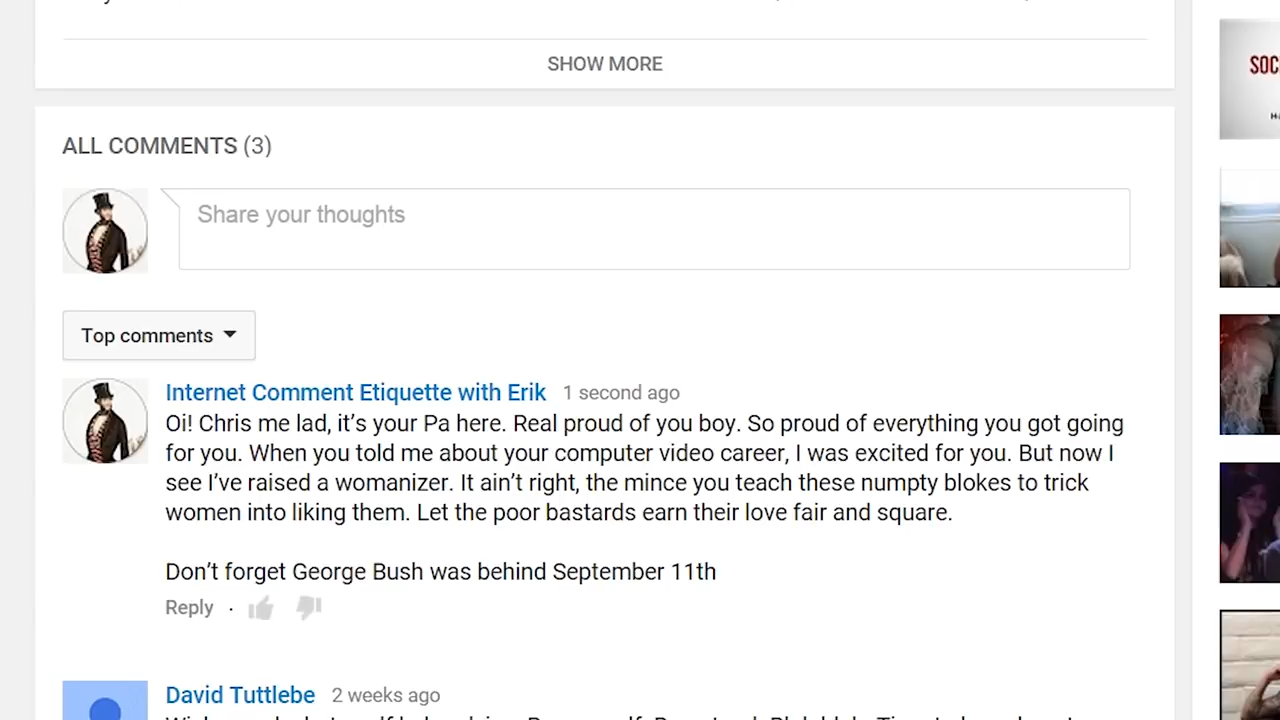 SHOW MORE
ALL COMMENTS (3)
Share your thoughts
Top comments
Internet Comment Etiquette with Erik 1 second ago
Oi! Chris me lad, it’s your Pa here. Real proud of you boy. So proud of everything you got going
for you. When you told me about your computer video career, I was excited for you. But now I
see I’ve raised a womanizer. It ain’t right, the mince you teach these numpty blokes to trick
women into liking them. Let the poor bastards earn their love fair and square.
Don’t forget George Bush was behind September 11th
Reply ·
David Tuttlebe 2 weeks ago